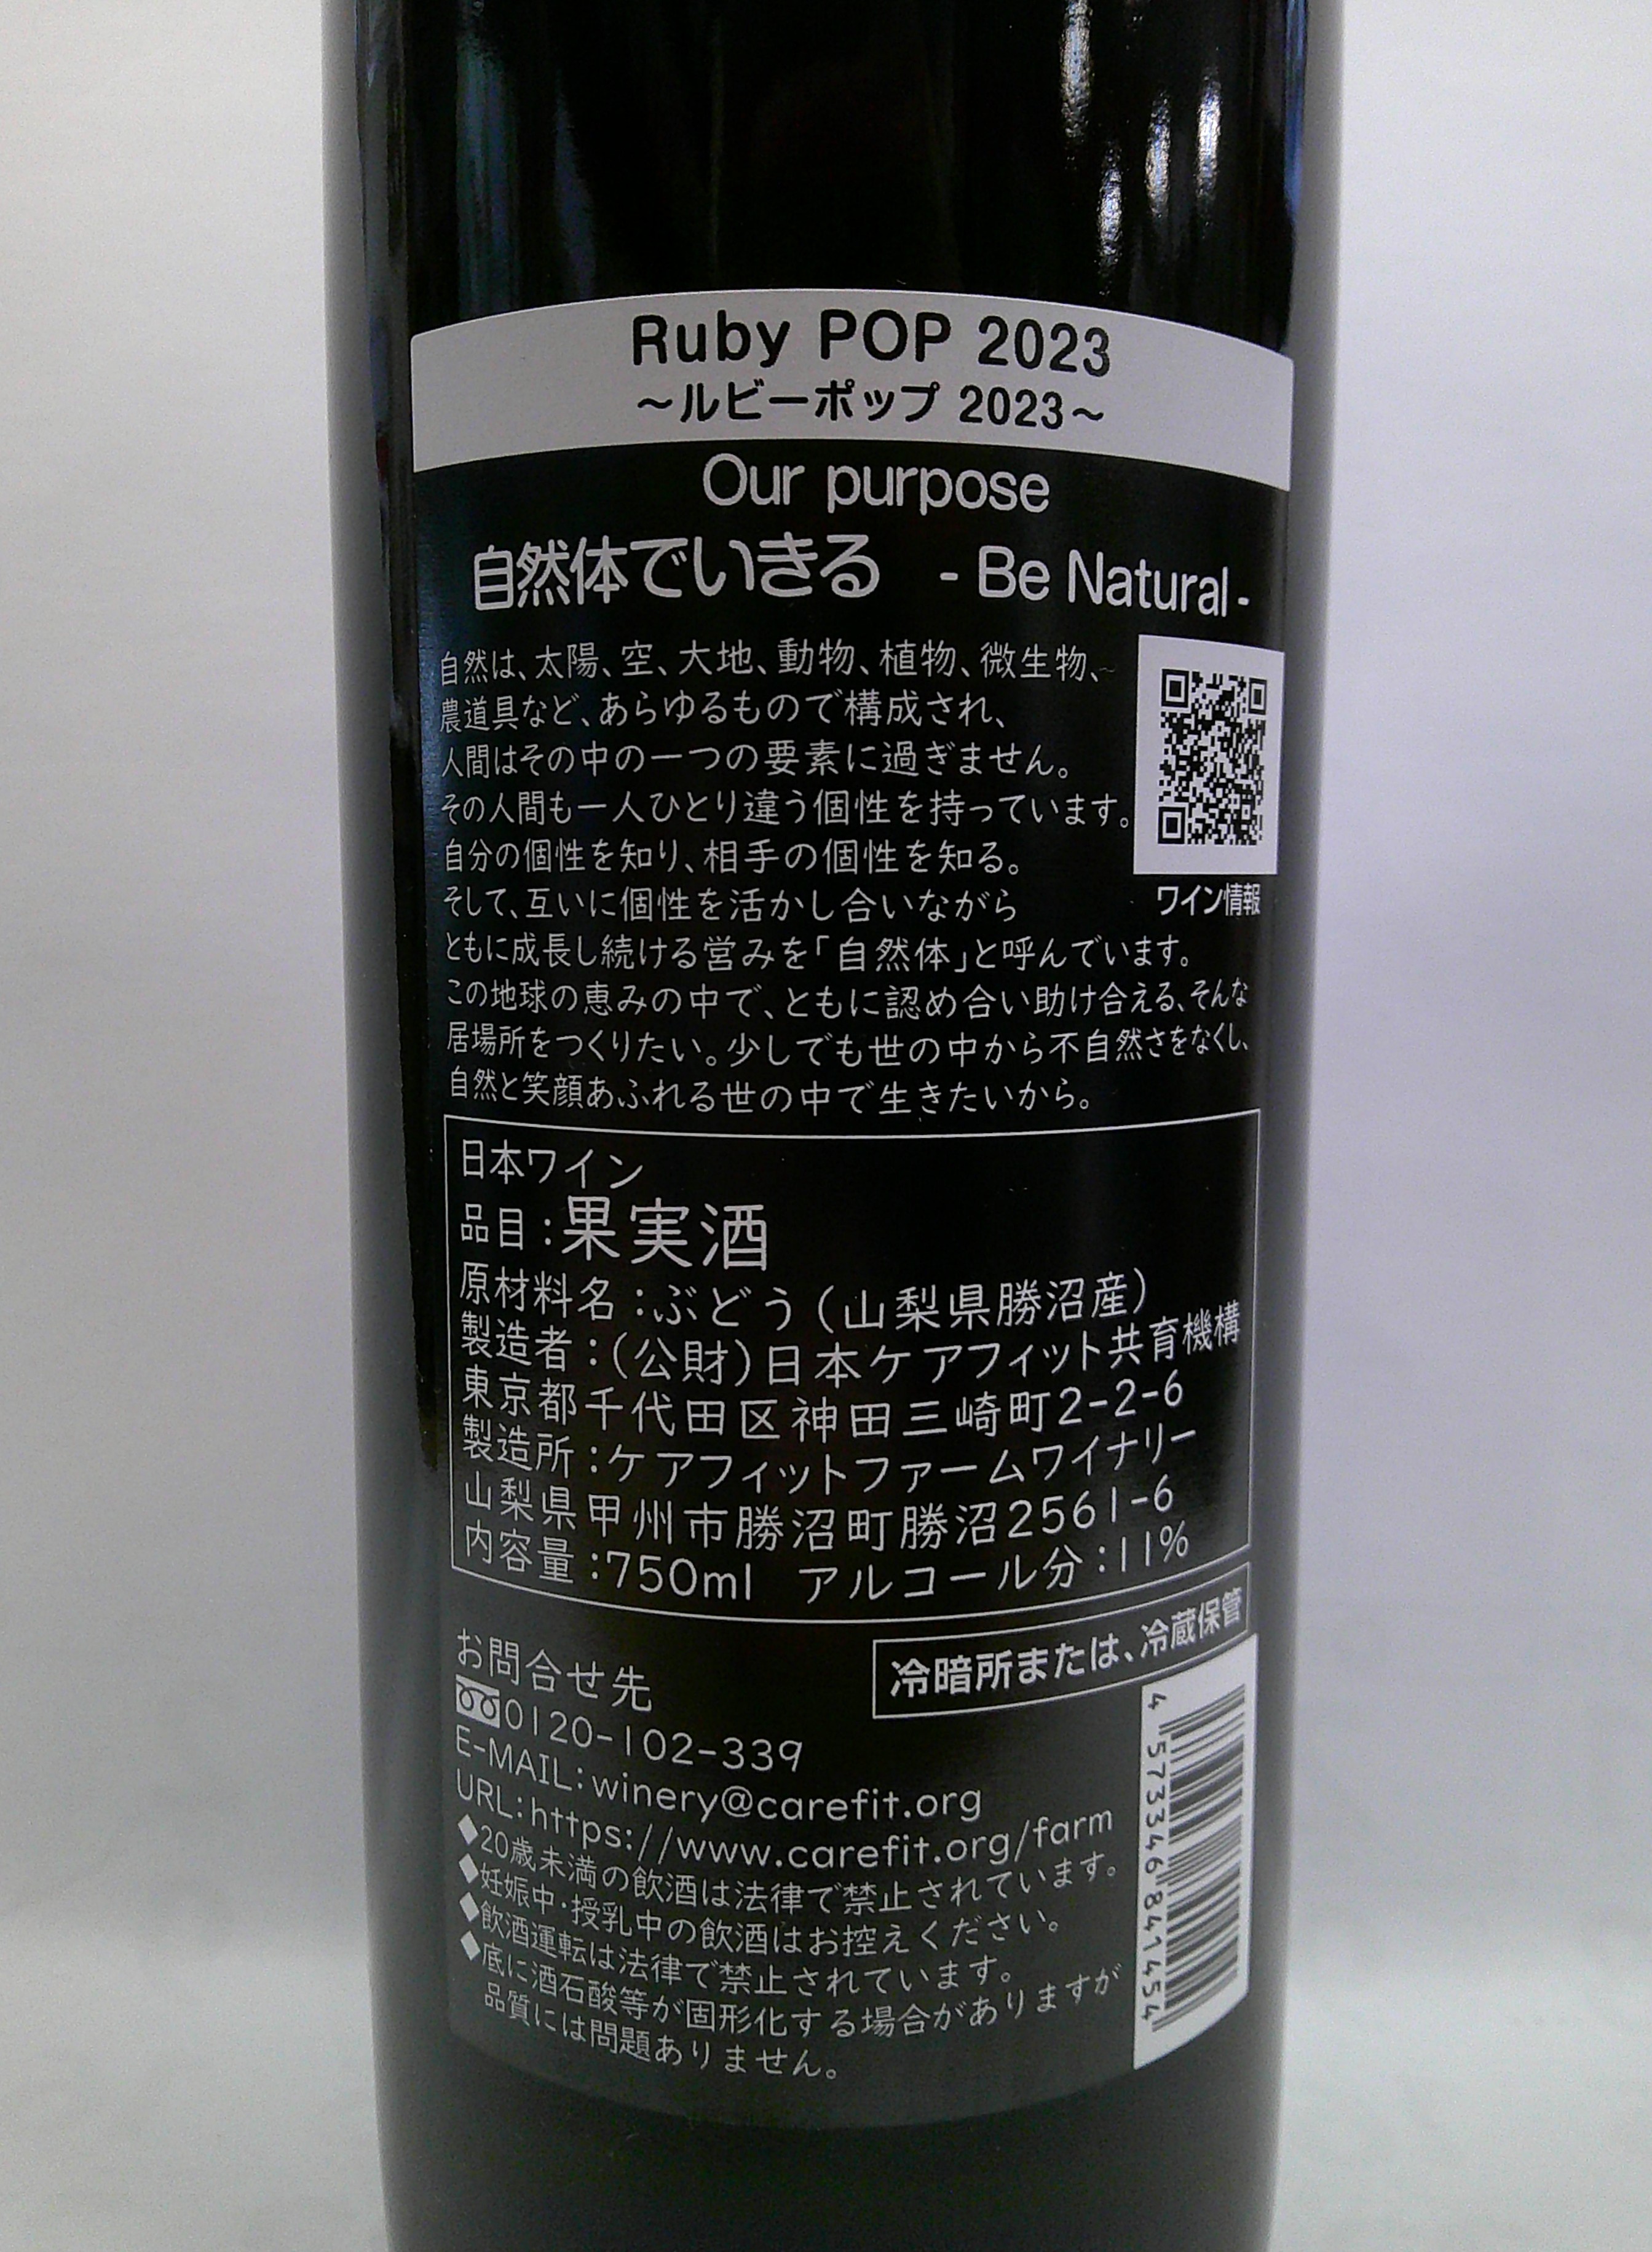 Ruby POP 2023
～ルビーポップ 2023～
Our purpose
自然体でいきる - Be Natural -
自然は、太陽、空、大地、動物、植物、微生物、
農道具など、あらゆるもので構成され、
人間はその中の一つの要素に過ぎません。
その人間も一人ひとり違う個性を持っています。
自分の個性を知り、相手の個性を知る。
そして、互いに個性を活かし合いながら
ともに成長し続ける営みを「自然体」と呼んでいます。
この地球の恵みの中で、ともに認め合い助け合える、そんな
居場所をつくりたい。少しでも世の中から不自然さをなくし、
自然と笑顔あふれる世の中で生きたいから。
ワイン情報
日本ワイン
品目：果実酒
原材料名：ぶどう（山梨県勝沼産）
製造者：（公財）日本ケアフィット共育機構
東京都千代田区神田三崎町2-2-6
製造所：ケアフィットファームワイナリー
山梨県甲州市勝沼町勝沼2561-6
内容量：750ml アルコール分：11%
冷暗所または、冷蔵保管
お問合せ先
0120-102-339
E-MAIL:winery@carefit.org
URL:https://www.carefit.org/farm
◆20歳未満の飲酒は法律で禁止されています。
◆妊娠中・授乳中の飲酒はお控えください。
◆飲酒運転は法律で禁止されています。
◆底に酒石酸等が固形化する場合がありますが
品質には問題ありません。
4 573346 841454